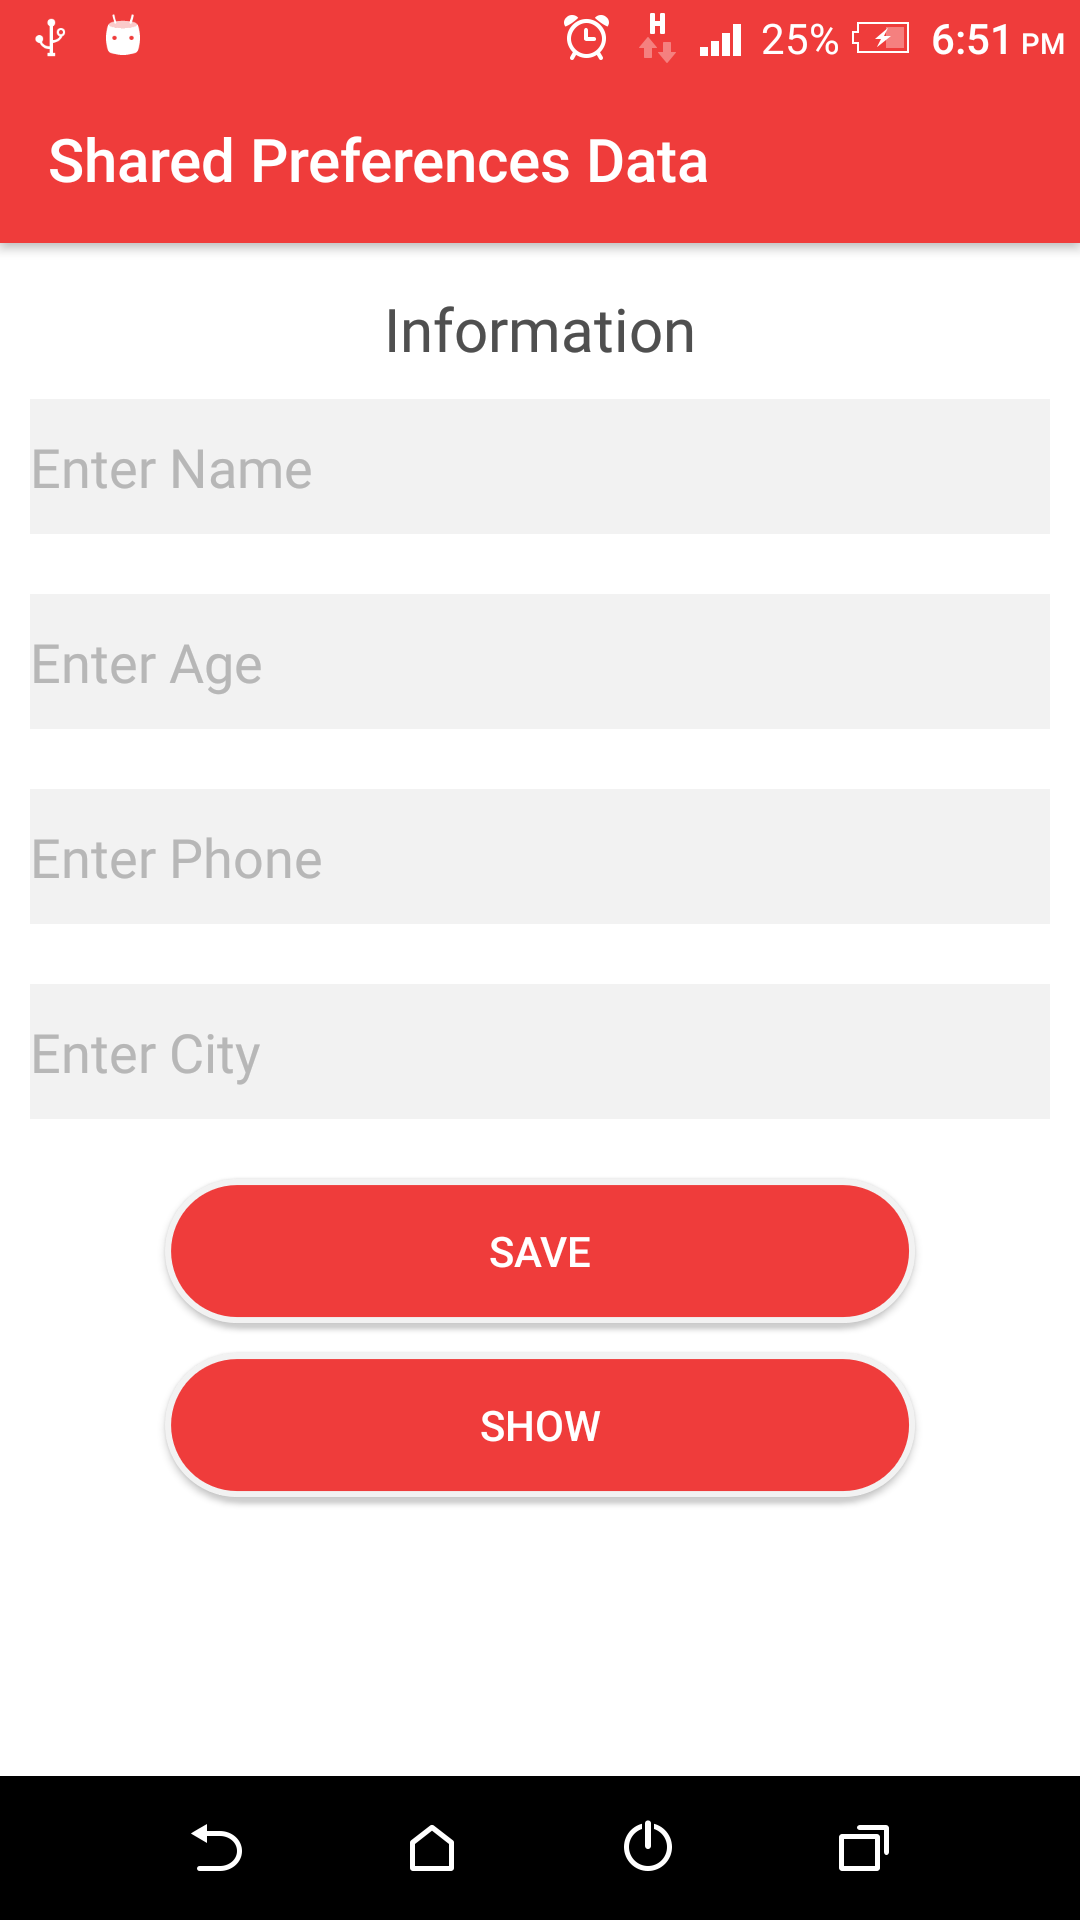 H 25% 6:51 PM
Shared Preferences Data
Information
Enter Name
Enter Age
Enter Phone
Enter City
SAVE
SHOW